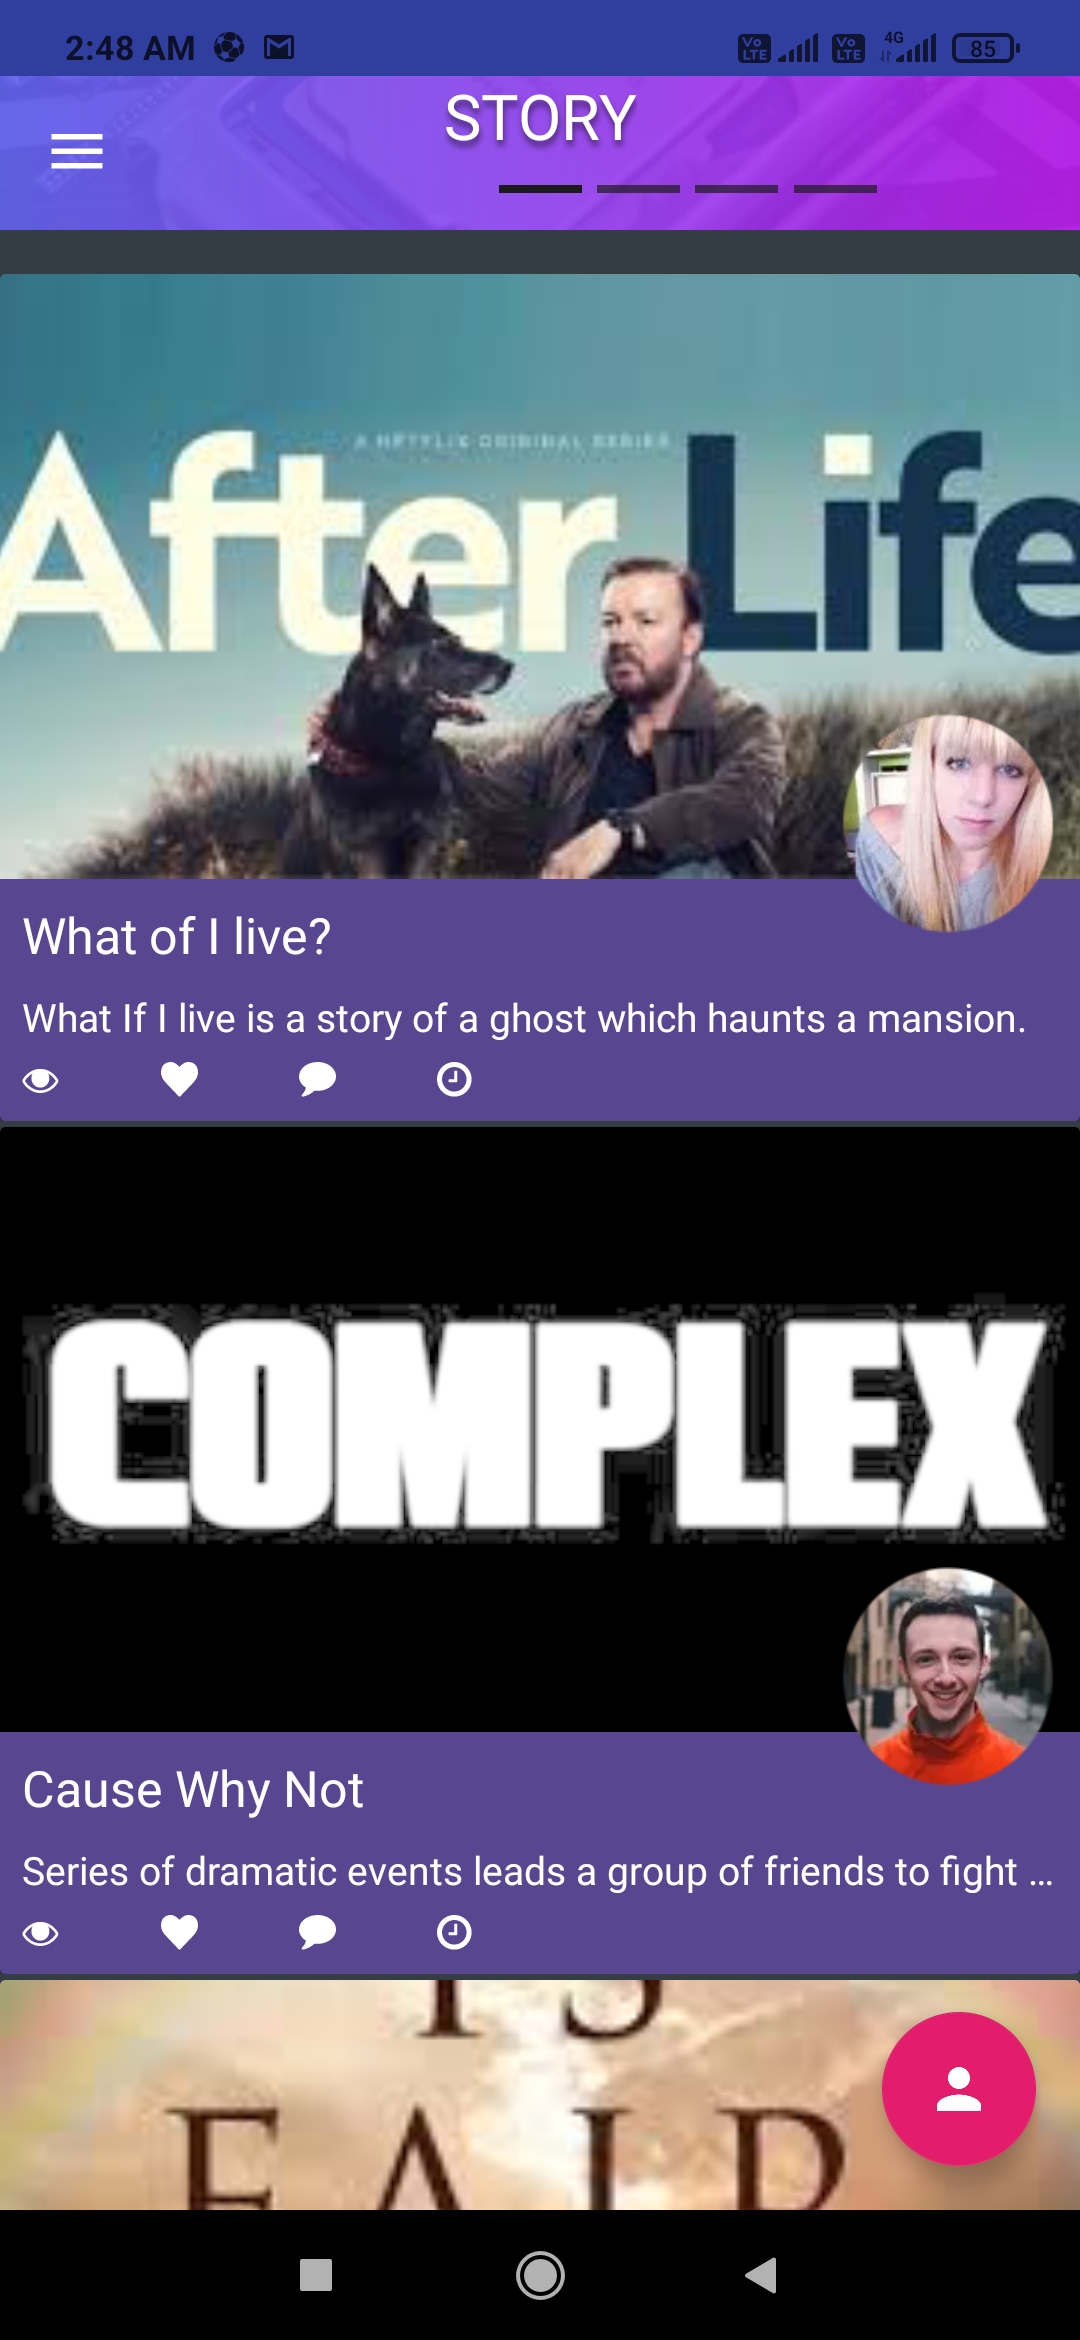 2:48 AM
Vo LTE Vo LTE 4G 85
STORY
A NETFLIX ORIGINAL SERIES
After Life
What of I live?
What If I live is a story of a ghost which haunts a mansion.
COMPLEX
Cause Why Not
Series of dramatic events leads a group of friends to fight ...
IS
FAIR